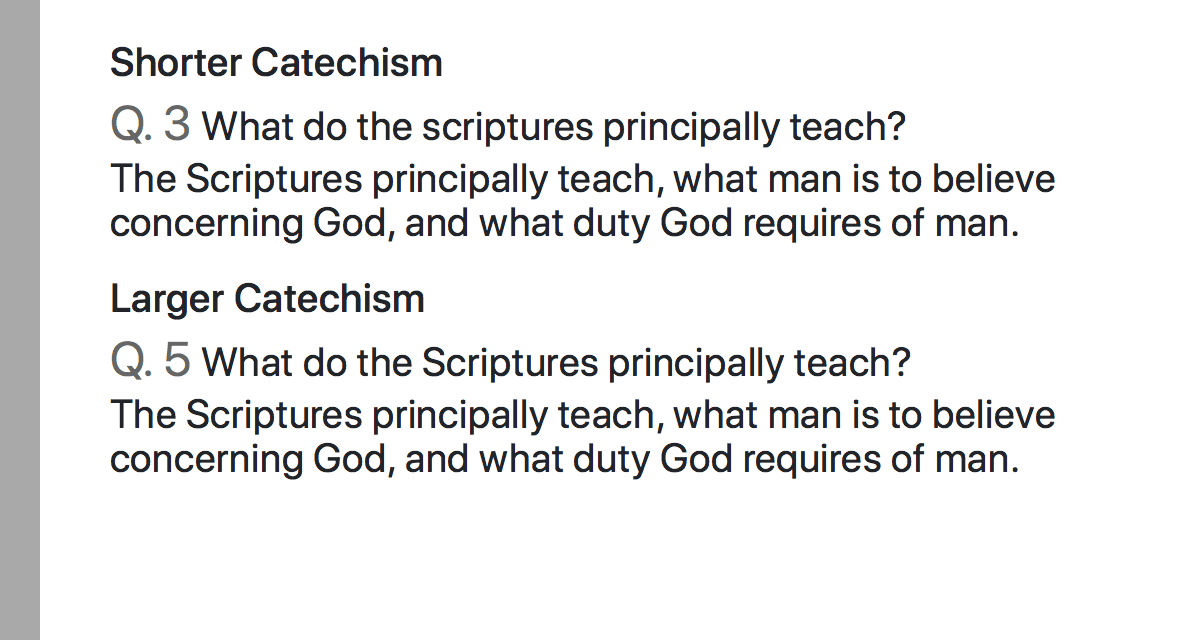 Shorter Catechism
Q. 3 What do the scriptures principally teach?
The Scriptures principally teach, what man is to believe
concerning God, and what duty God requires of man.
Larger Catechism
Q. 5 What do the Scriptures principally teach?
The Scriptures principally teach, what man is to believe
concerning God, and what duty God requires of man.